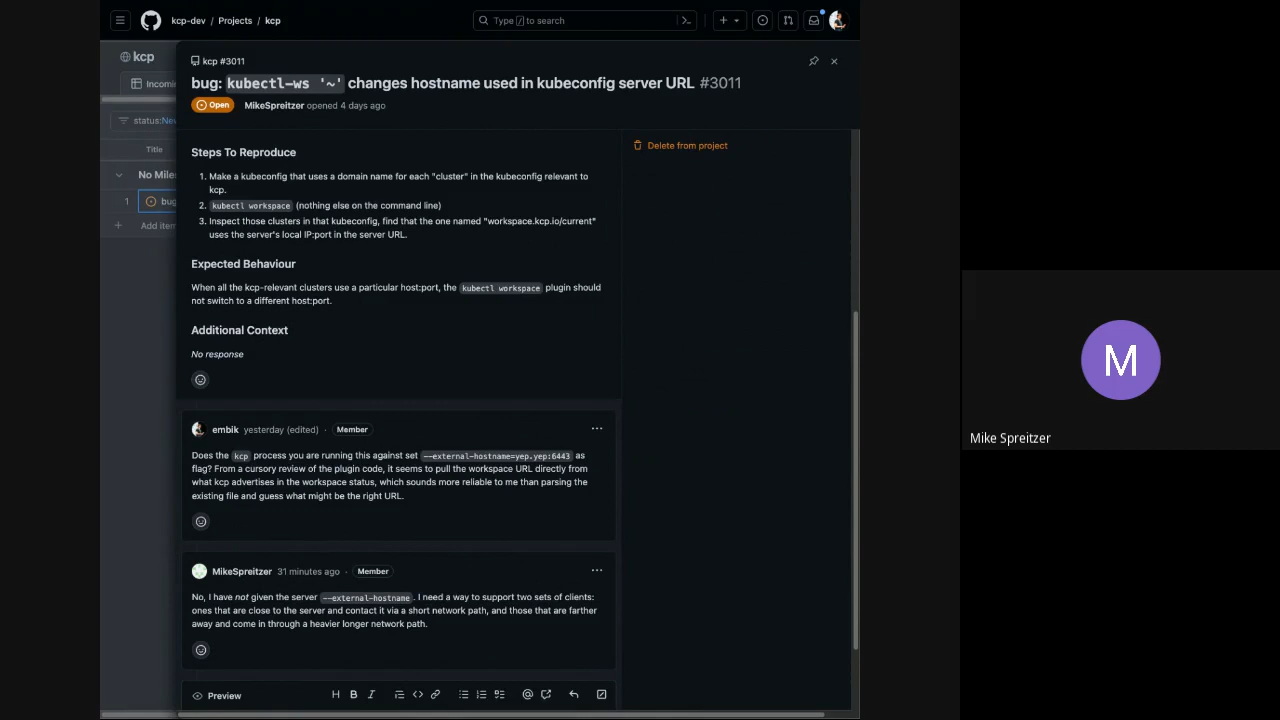 kcp-dev / Projects / kcp
Type / to search
kcp
Incomi
status:Ne
Title
No Mile
1 bug
Add item
kcp #3011
bug: kubectl-ws '~' changes hostname used in kubeconfig server URL #3011
Open MikeSpreitzer opened 4 days ago
Delete from project
Steps To Reproduce
1. Make a kubeconfig that uses a domain name for each "cluster" in the kubeconfig relevant to
kcp.
2. kubectl workspace (nothing else on the command line)
3. Inspect those clusters in that kubeconfig, find that the one named "workspace.kcp.io/current"
uses the server's local IP:port in the server URL.
Expected Behaviour
When all the kcp-relevant clusters use a particular host:port, the kubectl workspace plugin should
not switch to a different host:port.
Additional Context
No response
embik yesterday (edited) · Member
Does the kcp process you are running this against set --external-hostname=yep.yep:6443 as
flag? From a cursory review of the plugin code, it seems to pull the workspace URL directly from
what kcp advertises in the workspace status, which sounds more reliable to me than parsing the
existing file and guess what might be the right URL.
MikeSpreitzer 31 minutes ago · Member
No, I have not given the server --external-hostname. I need a way to support two sets of clients:
ones that are close to the server and contact it via a short network path, and those that are farther
away and come in through a heavier longer network path.
Preview
M
Mike Spreitzer